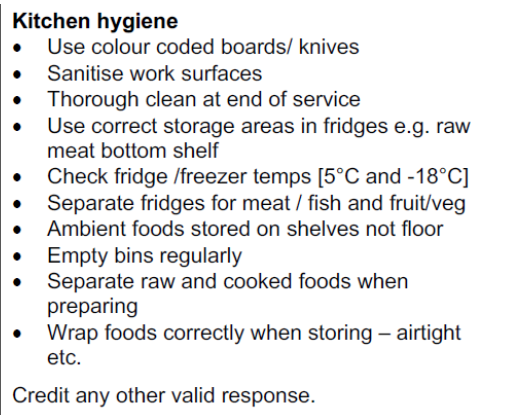 Kitchen hygiene
• Use colour coded boards/ knives
• Sanitise work surfaces
• Thorough clean at end of service
• Use correct storage areas in fridges e.g. raw
meat bottom shelf
• Check fridge /freezer temps [5°C and -18°C]
• Separate fridges for meat / fish and fruit/veg
• Ambient foods stored on shelves not floor
• Empty bins regularly
• Separate raw and cooked foods when
preparing
• Wrap foods correctly when storing – airtight
etc.
Credit any other valid response.